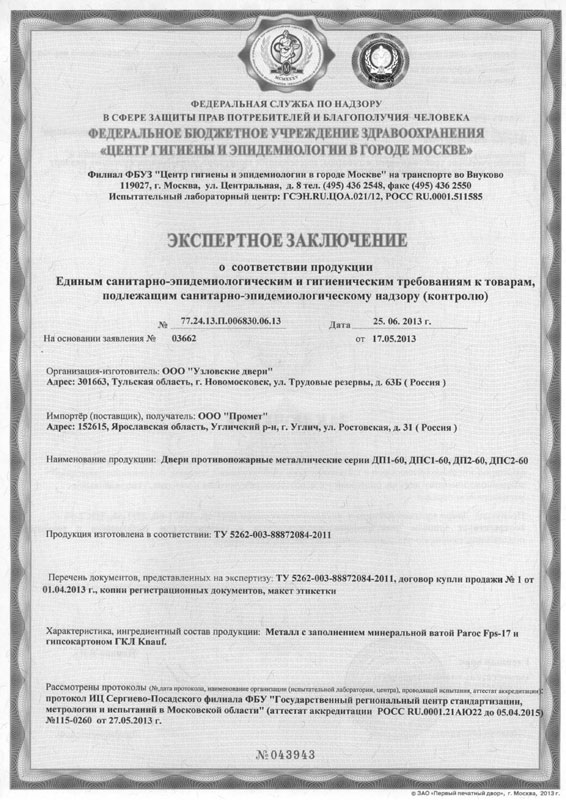 MCMXXXV
ФЕДЕРАЛЬНАЯ СЛУЖБА ПО НАДЗОРУ
В СФЕРЕ ЗАЩИТЫ ПРАВ ПОТРЕБИТЕЛЕЙ И БЛАГОПОЛУЧИЯ ЧЕЛОВЕКА
ФЕДЕРАЛЬНОЕ БЮДЖЕТНОЕ УЧРЕЖДЕНИЕ ЗДРАВООХРАНЕНИЯ
«ЦЕНТР ГИГИЕНЫ И ЭПИДЕМИОЛОГИИ В ГОРОДЕ МОСКВЕ»
Филиал ФБУЗ "Центр гигиены и эпидемиологии в городе Москве" на транспорте во Внуково
119027, г. Москва, ул. Центральная, д. 8 тел. (495) 436 2548, факс (495) 436 2550
Испытательный лабораторный центр: ГСЭН.RU.ЦОА.021/12, РОСС RU.0001.511585
ЭКСПЕРТНОЕ ЗАКЛЮЧЕНИЕ
о соответствии продукции
Единым санитарно-эпидемиологическим и гигиеническим требованиям к товарам,
подлежащим санитарно-эпидемиологическому надзору (контролю)
№ 77.24.13.П.006830.06.13 Дата 25. 06. 2013 г.
На основании заявления № 03662 от 17.05.2013
Организация-изготовитель: ООО "Узловские двери"
Адрес: 301663, Тульская область, г. Новомосковск, ул. Трудовые резервы, д. 63Б ( Россия )
Импортёр (поставщик), получатель: ООО "Промет"
Адрес: 152615, Ярославская область, Угличский р-н, г. Углич, ул. Ростовская, д. 31 ( Россия )
Наименование продукции: Двери противопожарные металлические серии ДП1-60, ДПС1-60, ДП2-60, ДПС2-60
Продукция изготовлена в соответствии: ТУ 5262-003-88872084-2011
Перечень документов, представленных на экспертизу: ТУ 5262-003-88872084-2011, договор купли продажи № 1 от
01.04.2013 г., копии регистрационных документов, макет этикетки
Характеристика, ингредиентный состав продукции: Металл с заполнением минеральной ватой Paroc Fps-17 и
гипсокартоном ГКЛ Knauf.
Рассмотрены протоколы (№,дата протокола, наименование организации (испытательной лаборатории, центра), проводящей испытания, аттестат аккредитации):
протокол ИЦ Сергиево-Посадского филиала ФБУ "Государственный региональный центр стандартизации,
метрологии и испытаний в Московской области" (аттестат аккредитации РОСС RU.0001.21АЮ22 до 05.04.2015)
№115-0260 от 27.05.2013 г.
№043943
© ЗАО «Первый печатный двор», г. Москва, 2013 г.